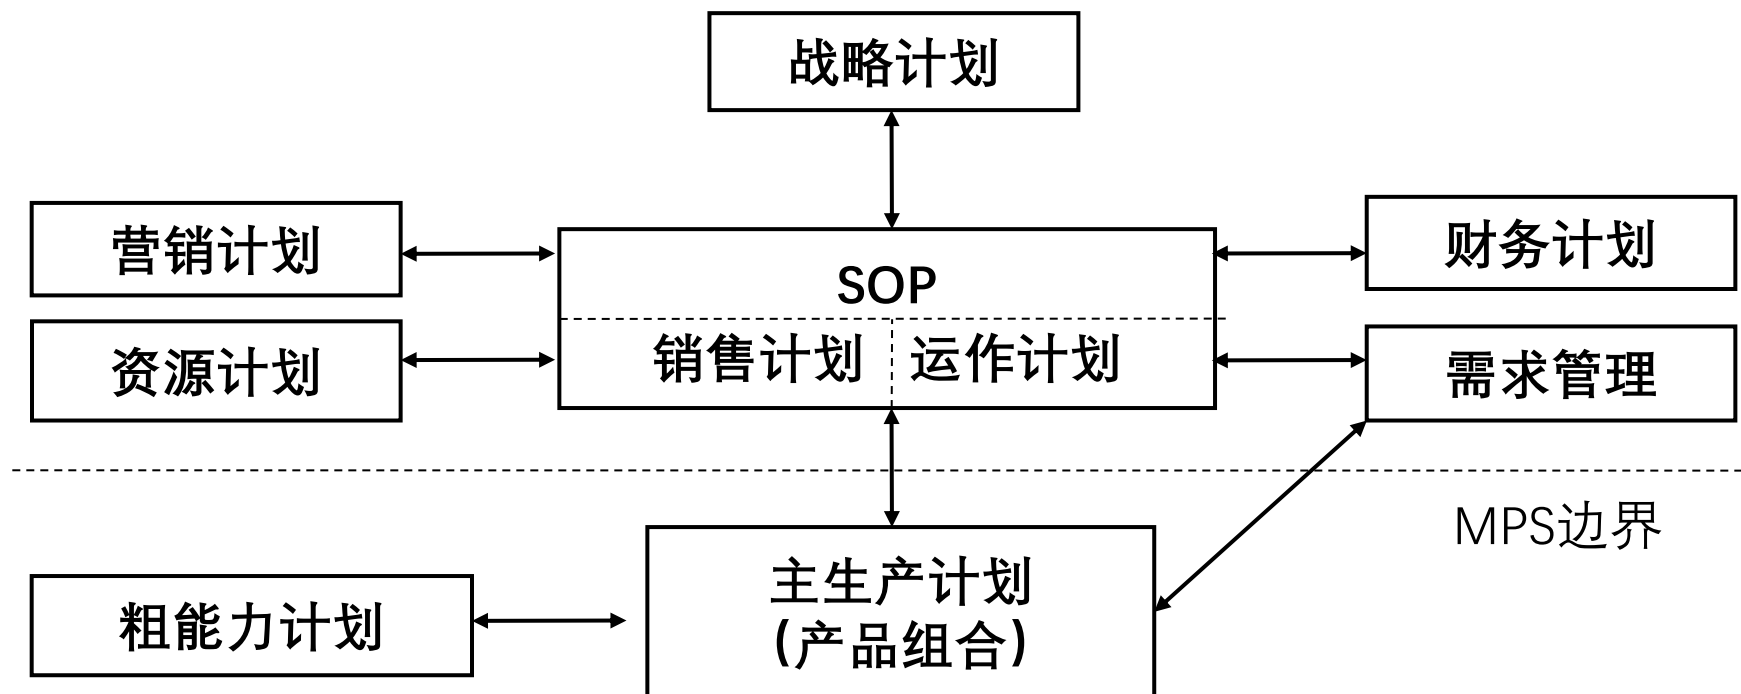 战略计划
营销计划
财务计划
SOP
销售计划
运作计划
资源计划
需求管理
MPS边界
主生产计划
(产品组合)
粗能力计划